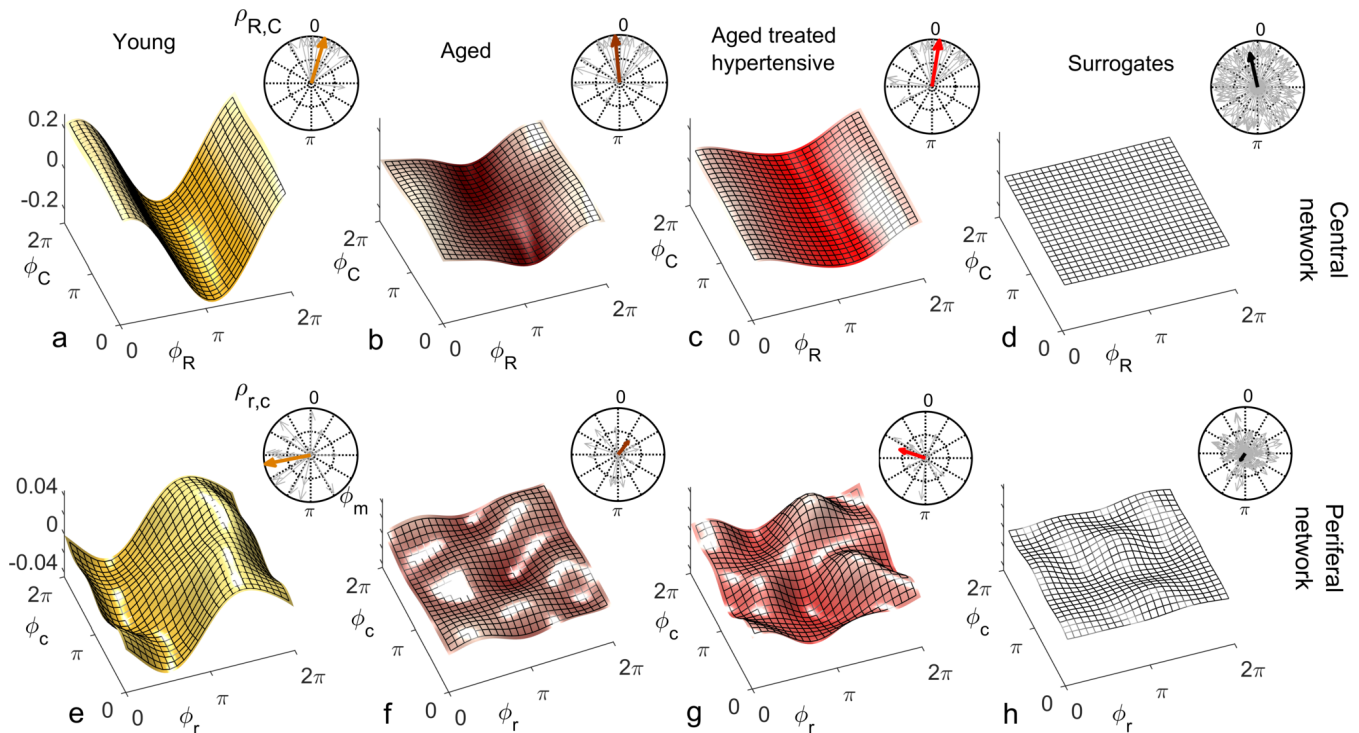 ρR,C
0
Young
π
0
Aged
π
0
Aged treated
hypertensive
π
0
Surrogates
π
0.2
0
-0.2
2π
ϕC
π
0
0
ϕR
π
2π
a
2π
ϕC
π
0
0
ϕR
π
2π
b
2π
ϕC
π
0
0
ϕR
π
2π
c
2π
ϕC
π
0
0
ϕR
π
2π
d
Central
network
ρr,c
0
π
0
π
0
π
0
π
0.04
0
-0.04
2π
ϕc
π
0
0
ϕr
π
2π
e
ϕm
2π
ϕc
π
0
0
ϕr
π
2π
f
2π
ϕc
π
0
0
ϕr
π
2π
g
2π
ϕc
π
0
0
ϕr
π
2π
h
Periferal
network